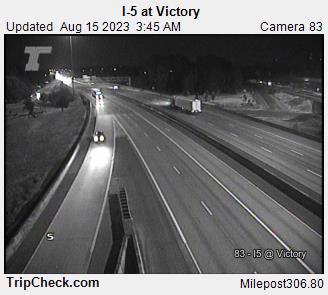 I-5 at Victory
Updated Aug 15 2023 3:45 AM Camera 83
T
S
83 - I5 @ Victory
TripCheck.com Milepost306.80